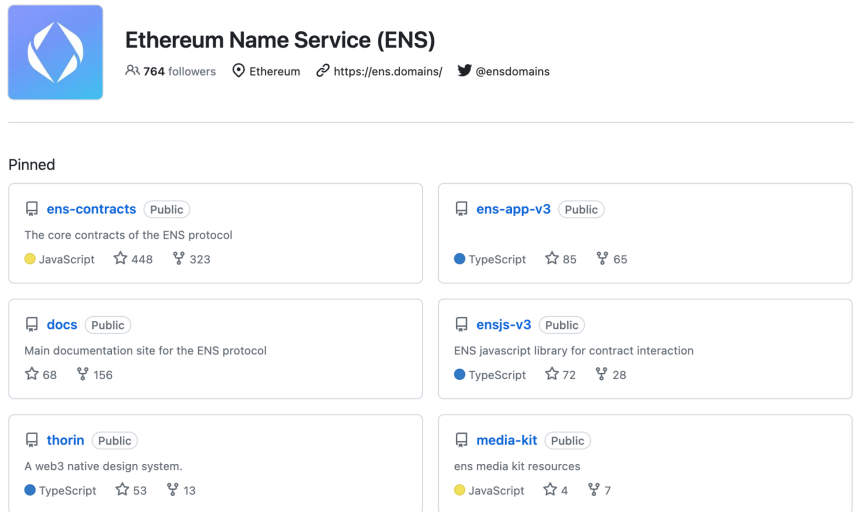 Ethereum Name Service (ENS)
764 followers Ethereum https://ens.domains/ @ensdomains
Pinned
ens-contracts Public
The core contracts of the ENS protocol
JavaScript 448 323
ens-app-v3 Public
TypeScript 85 65
docs Public
Main documentation site for the ENS protocol
68 156
ensjs-v3 Public
ENS javascript library for contract interaction
TypeScript 72 28
thorin Public
A web3 native design system.
TypeScript 53 13
media-kit Public
ens media kit resources
JavaScript 4 7